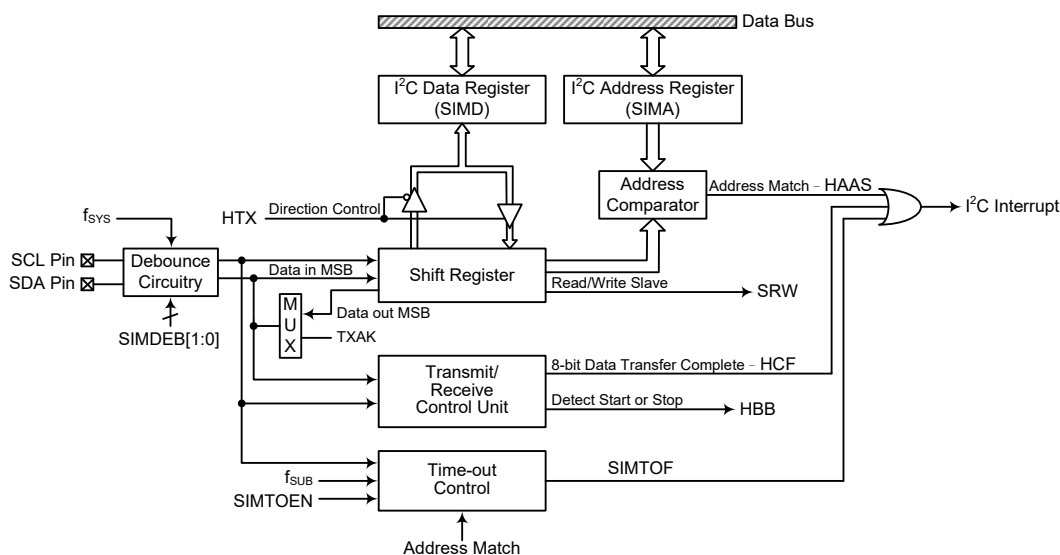 Data Bus
I²C Data Register
(SIMD)
I²C Address Register
(SIMA)
HTX
Direction Control
Address
Comparator
Address Match - HAAS
I²C Interrupt
fSYS
SCL Pin
SDA Pin
Debounce
Circuitry
SIMDEB[1:0]
Data in MSB
Shift Register
Read/Write Slave
SRW
M
U
X
Data out MSB
TXAK
Transmit/
Receive
Control Unit
8-bit Data Transfer Complete - HCF
Detect Start or Stop
HBB
fSUB
SIMTOEN
Time-out
Control
SIMTOF
Address Match